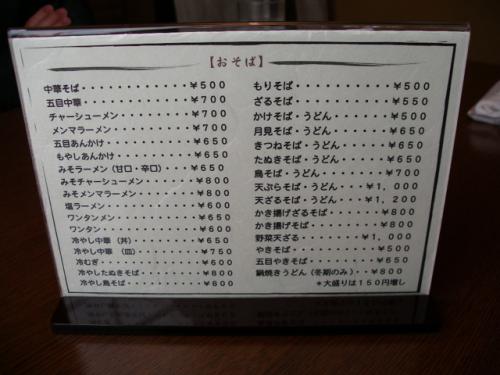 【おそば】
中華そば・・・・・・・・・・・・・¥500
五目中華・・・・・・・・・・・・・¥700
チャーシューメン・・・・・・・・¥700
メンマラーメン・・・・・・・・・・¥700
五目あんかけ・・・・・・・・・・・¥650
もやしあんかけ・・・・・・・・・¥650
みそラーメン(甘口・辛口)・・・・¥650
みそチャーシューメン・・・・・・¥800
みそメンマラーメン・・・・・・・¥800
塩ラーメン・・・・・・・・・・・・¥600
ワンタンメン・・・・・・・・・・・¥650
ワンタン・・・・・・・・・・・・・¥600
冷やし中華(丼)・・・・・・・・・¥650
冷やし中華(皿)・・・・・・・・・¥750
冷むぎ・・・・・・・・・・・・・・¥600
冷やしたぬきそば・・・・・・・・¥800
冷やし鳥そば・・・・・・・・・・¥800
もりそば・・・・・・・・・・・・¥500
ざるそば・・・・・・・・・・・・¥550
かけそば・うどん・・・・・・・・¥500
月見そば・うどん・・・・・・・・¥650
きつねそば・うどん・・・・・・・¥650
たぬきそば・うどん・・・・・・・¥650
鳥そば・うどん・・・・・・・・・¥700
天ぷらそば・うどん・・・¥1,000
天ざるそば・うどん・・・¥1,200
かき揚げざるそば・・・・・・・¥800
かき揚げそば・・・・・・・・・・¥800
野菜天ざる・・・・・・・・¥1,000
やきそば・・・・・・・・・・・・¥500
五目やきそば・・・・・・・・・・¥650
鍋焼きうどん(冬期のみ)・・¥800
*大盛りは150円増し